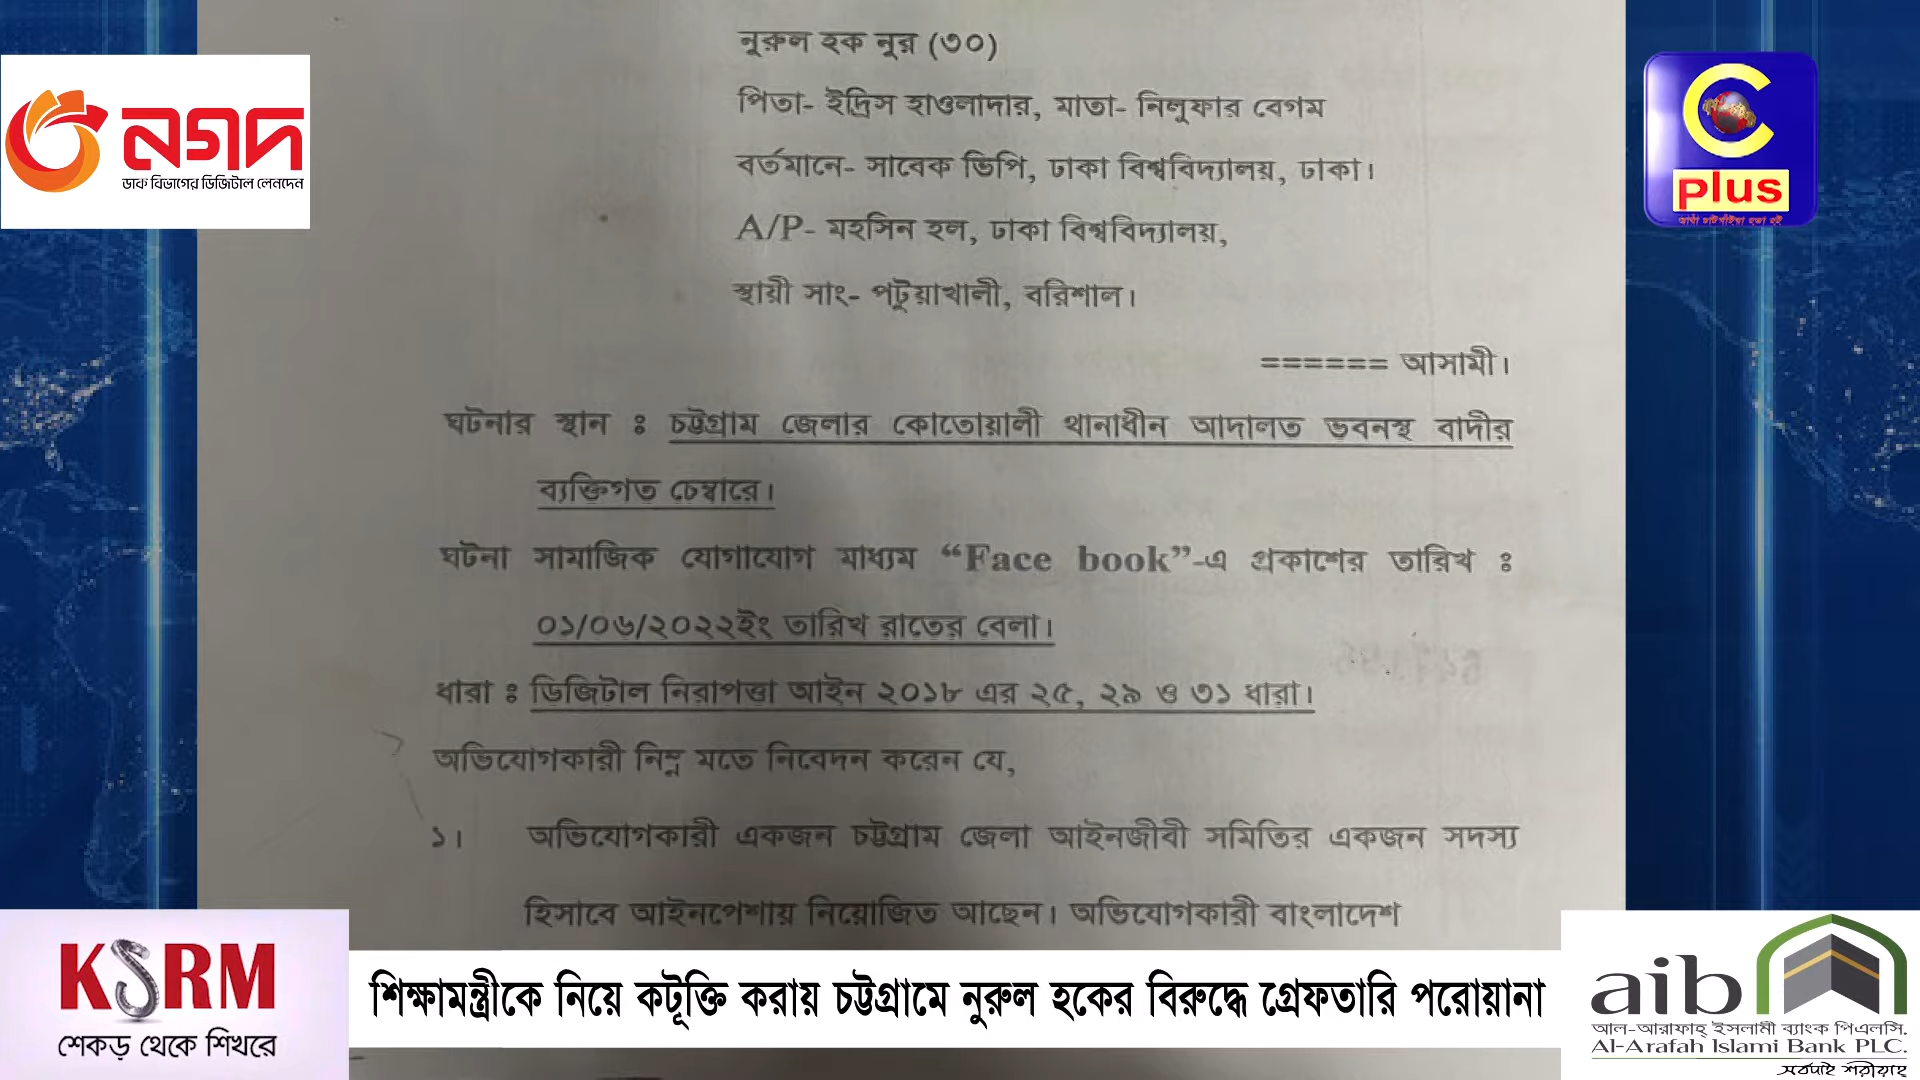 নুরুল হক নুর (৩০)
পিতা- ইদ্রিস হাওলাদার, মাতা- নিলুফার বেগম
বর্তমানে- সাবেক ভিপি, ঢাকা বিশ্ববিদ্যালয়, ঢাকা।
A/P- মহসিন হল, ঢাকা বিশ্ববিদ্যালয়,
স্থায়ী সাং- পটুয়াখালী, বরিশাল।
====== আসামী।
ঘটনার স্থান ঃ চট্টগ্রাম জেলার কোতোয়ালী থানাধীন আদালত ভবনস্থ বাদীর
ব্যক্তিগত চেম্বারে।
ঘটনা সামাজিক যোগাযোগ মাধ্যম “Face book”-এ প্রকাশের তারিখ ঃ
০১/০৬/২০২২ইং তারিখ রাতের বেলা।
ধারা ঃ ডিজিটাল নিরাপত্তা আইন ২০১৮ এর ২৫, ২৯ ও ৩১ ধারা।
অভিযোগকারী নিম্ন মতে নিবেদন করেন যে,
১। অভিযোগকারী একজন চট্টগ্রাম জেলা আইনজীবী সমিতির একজন সদস্য
হিসাবে আইনপেশায় নিয়োজিত আছেন। অভিযোগকারী বাংলাদেশ
নগদ
ডাক বিভাগের ডিজিটাল লেনদেন
C
plus
KSRM
শেকড় থেকে শিখরে
শিক্ষামন্ত্রীকে নিয়ে কটূক্তি করায় চট্টগ্রামে নুরুল হকের বিরুদ্ধে গ্রেফতারি পরোয়ানা
aib
আল-আরাফাহ্ ইসলামী ব্যাংক পিএলসি.
Al-Arafah Islami Bank PLC.
সর্বদাই শরীয়াহ্